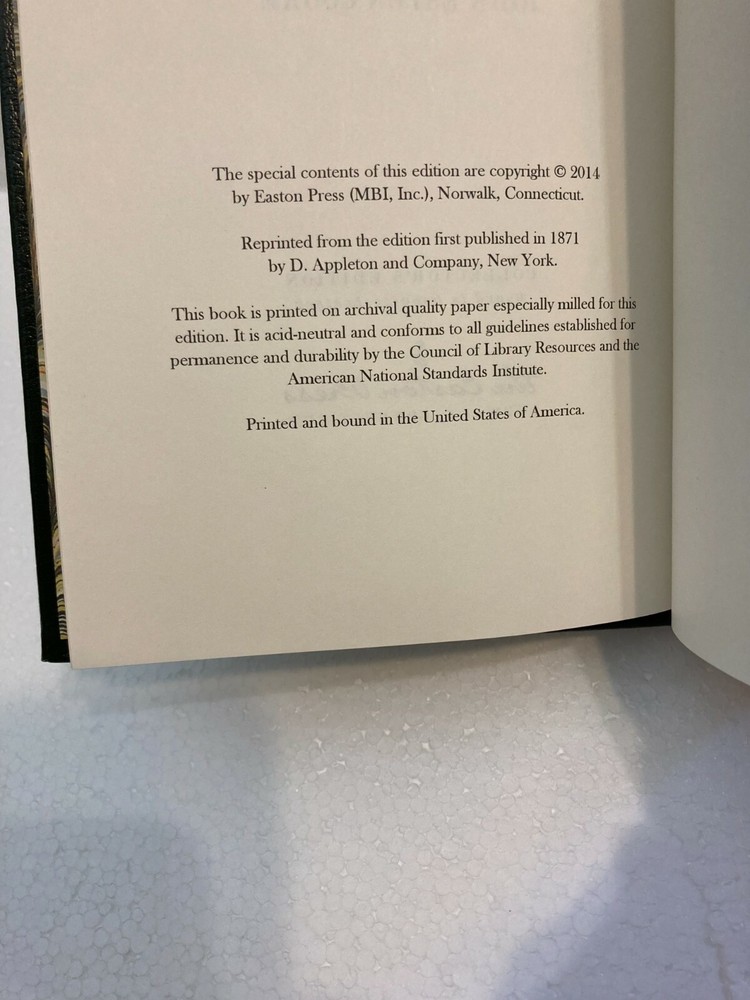 The special contents of this edition are copyright © 2014
by Easton Press (MBI, Inc.), Norwalk, Connecticut.
Reprinted from the edition first published in 1871
by D. Appleton and Company, New York.
This book is printed on archival quality paper especially milled for this
edition. It is acid-neutral and conforms to all guidelines established for
permanence and durability by the Council of Library Resources and the
American National Standards Institute.
Printed and bound in the United States of America.